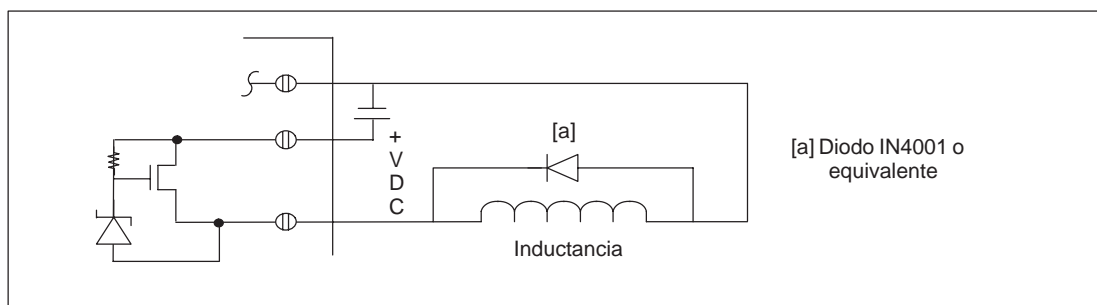 [a]
+
V
D
C
Inductancia
[a] Diodo IN4001 o
equivalente